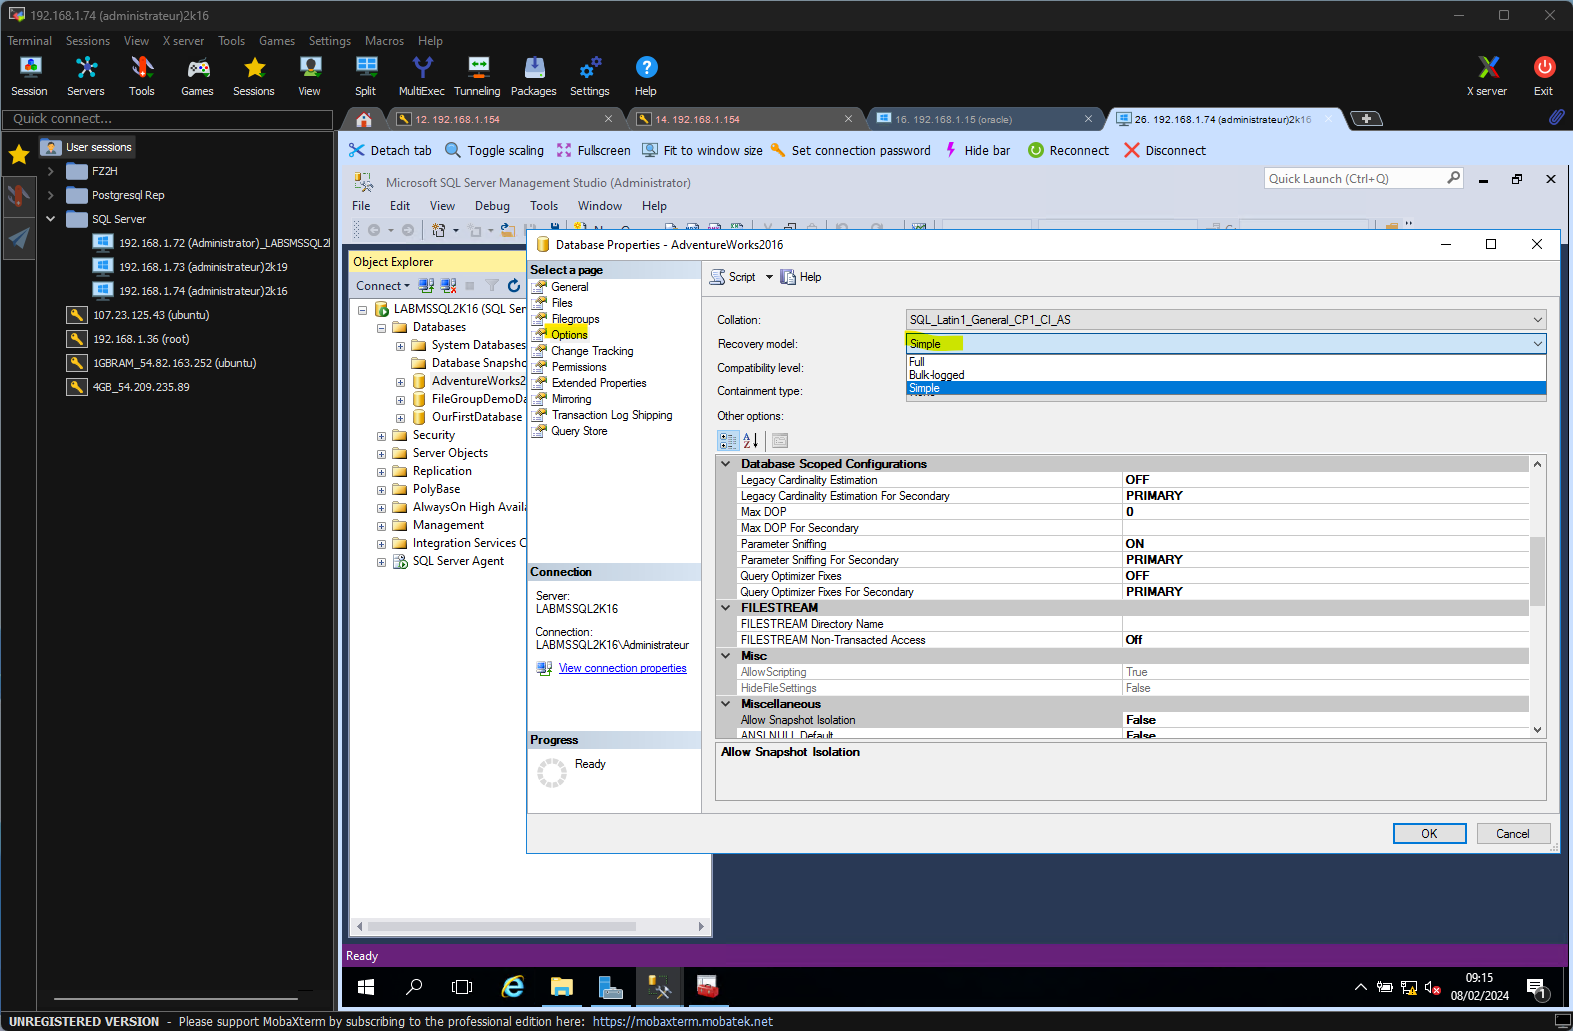 192.168.1.74 (administrateur)2k16
Terminal Sessions View X server Tools Games Settings Macros Help
Session Servers Tools Games Sessions View Split MultiExec Tunneling Packages Settings Help X server Exit
Quick connect...
12. 192.168.1.154
14. 192.168.1.154
16. 192.168.1.15 (oracle)
26. 192.168.1.74 (administrateur)2k16
User sessions
FZ2H
Postgresql Rep
SQL Server
192.168.1.72 (Administrator)_LABSMSSQL2
192.168.1.73 (administrateur)2k19
192.168.1.74 (administrateur)2k16
107.23.125.43 (ubuntu)
192.168.1.36 (root)
1GBRAM_54.82.163.252 (ubuntu)
4GB_54.209.235.89
Detach tab Toggle scaling Fullscreen Fit to window size Set connection password Hide bar Reconnect Disconnect
Microsoft SQL Server Management Studio (Administrator)
Quick Launch (Ctrl+Q)
File Edit View Debug Tools Window Help
Object Explorer
Connect
LABMSSQL2K16 (SQL Ser
Databases
System Databases
Database Snapsho
AdventureWorks2
FileGroupDemoDa
OurFirstDatabase
Security
Server Objects
Replication
PolyBase
AlwaysOn High Avail
Management
Integration Services C
SQL Server Agent
Database Properties - AdventureWorks2016
Select a page
General
Files
Filegroups
Options
Change Tracking
Permissions
Extended Properties
Mirroring
Transaction Log Shipping
Query Store
Connection
Server:
LABMSSQL2K16
Connection:
LABMSSQL2K16\Administrateur
View connection properties
Progress
Ready
Script Help
Collation: SQL_Latin1_General_CP1_CI_AS
Recovery model: Simple
Full
Compatibility level:
Bulk-logged
Simple
Containment type:
Other options:
Database Scoped Configurations
Legacy Cardinality Estimation OFF
Legacy Cardinality Estimation For Secondary PRIMARY
Max DOP 0
Max DOP For Secondary
Parameter Sniffing ON
Parameter Sniffing For Secondary PRIMARY
Query Optimizer Fixes OFF
Query Optimizer Fixes For Secondary PRIMARY
FILESTREAM
FILESTREAM Directory Name
FILESTREAM Non-Transacted Access Off
Misc
AllowScripting True
HideFileSettings False
Miscellaneous
Allow Snapshot Isolation False
ANSI NULL Default False
Allow Snapshot Isolation
OK Cancel
Ready
09:15
08/02/2024
1
UNREGISTERED VERSION - Please support MobaXterm by subscribing to the professional edition here: https://mobaxterm.mobatek.net